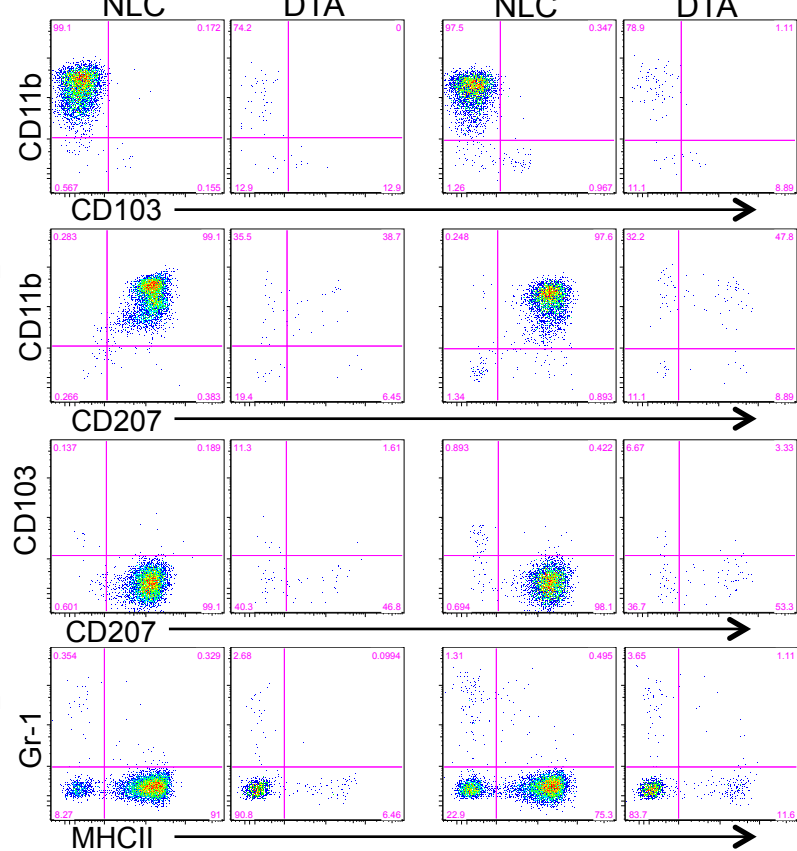 NLC DTA NLC DTA
99.1 0.172 74.2 0 97.5 0.347 78.9 1.11
CD11b
0.567 0.155 12.9 12.9 1.26 0.967 11.1 8.89
CD103
0.283 99.1 35.5 38.7 0.248 97.6 32.2 47.8
CD11b
0.266 0.383 19.4 6.45 1.34 0.893 11.1 8.89
CD207
0.137 0.189 11.3 1.61 0.893 0.422 6.67 3.33
CD103
0.601 99.1 40.3 46.8 0.694 98.1 36.7 53.3
CD207
0.354 0.329 2.68 0.0994 1.31 0.495 3.65 1.11
Gr-1
8.27 91 90.8 6.46 22.9 75.3 83.7 11.6
MHCII